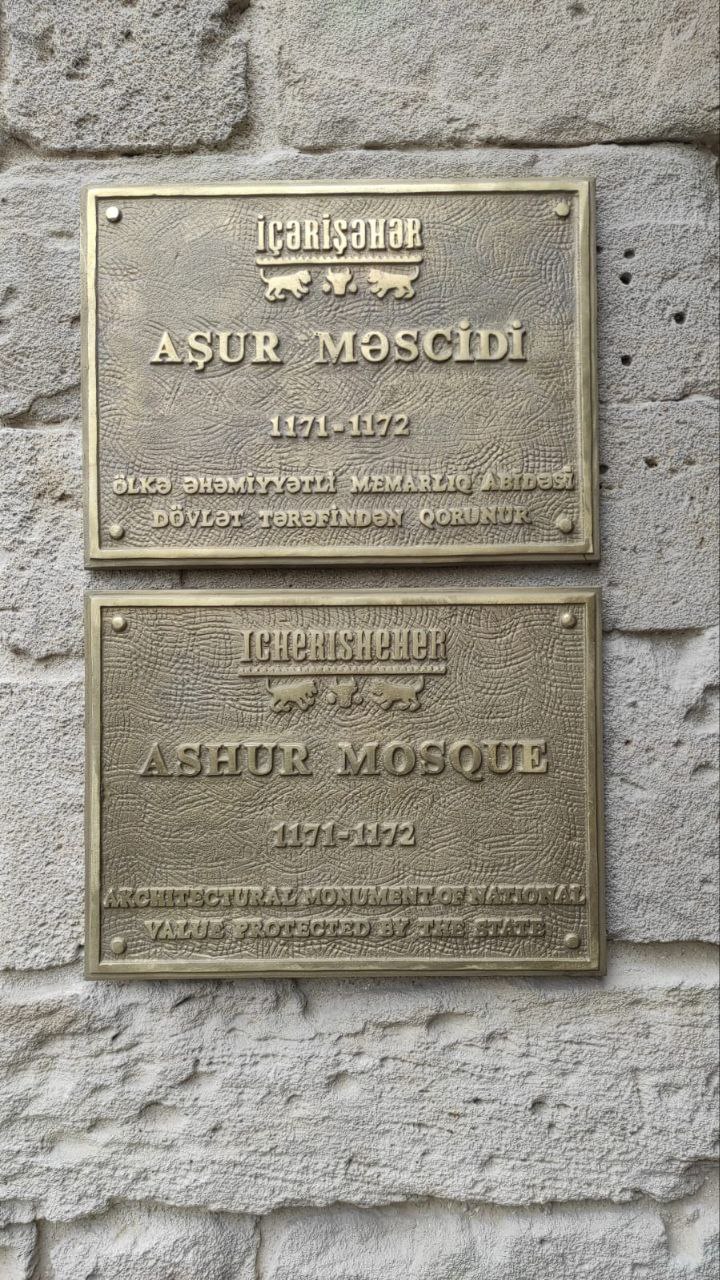 İÇƏRİŞƏHƏR
AŞUR MƏSCİDİ
1171-1172
ÖLKƏ ƏHƏMİYYƏTLİ MEMARLIQ ABİDƏSİ
DÖVLƏT TƏRƏFİNDƏN QORUNUR
ICHERISHEHER
ASHUR MOSQUE
1171-1172
ARCHITECTURAL MONUMENT OF NATIONAL
VALUE PROTECTED BY THE STATE